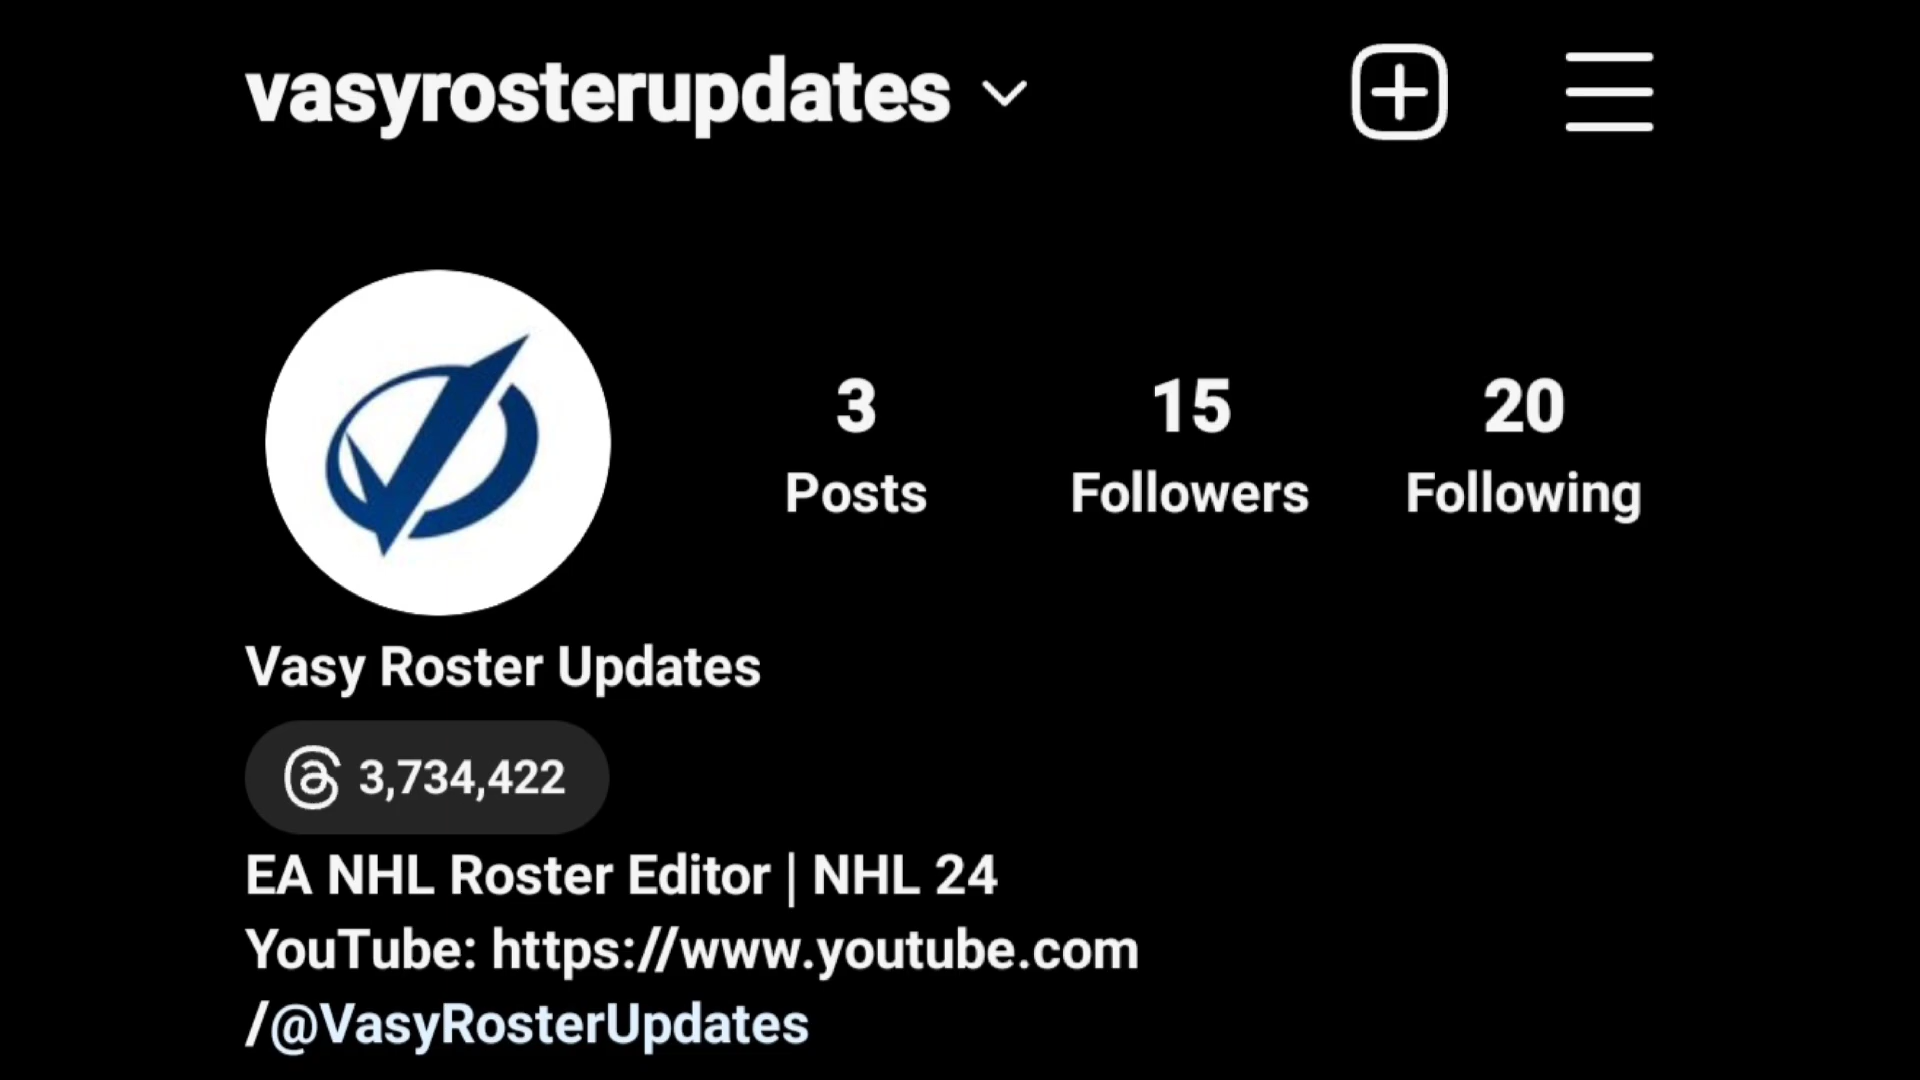 vasyrosterupdates
3 15 20
Posts Followers Following
Vasy Roster Updates
3,734,422
EA NHL Roster Editor | NHL 24
YouTube: https://www.youtube.com
/@VasyRosterUpdates